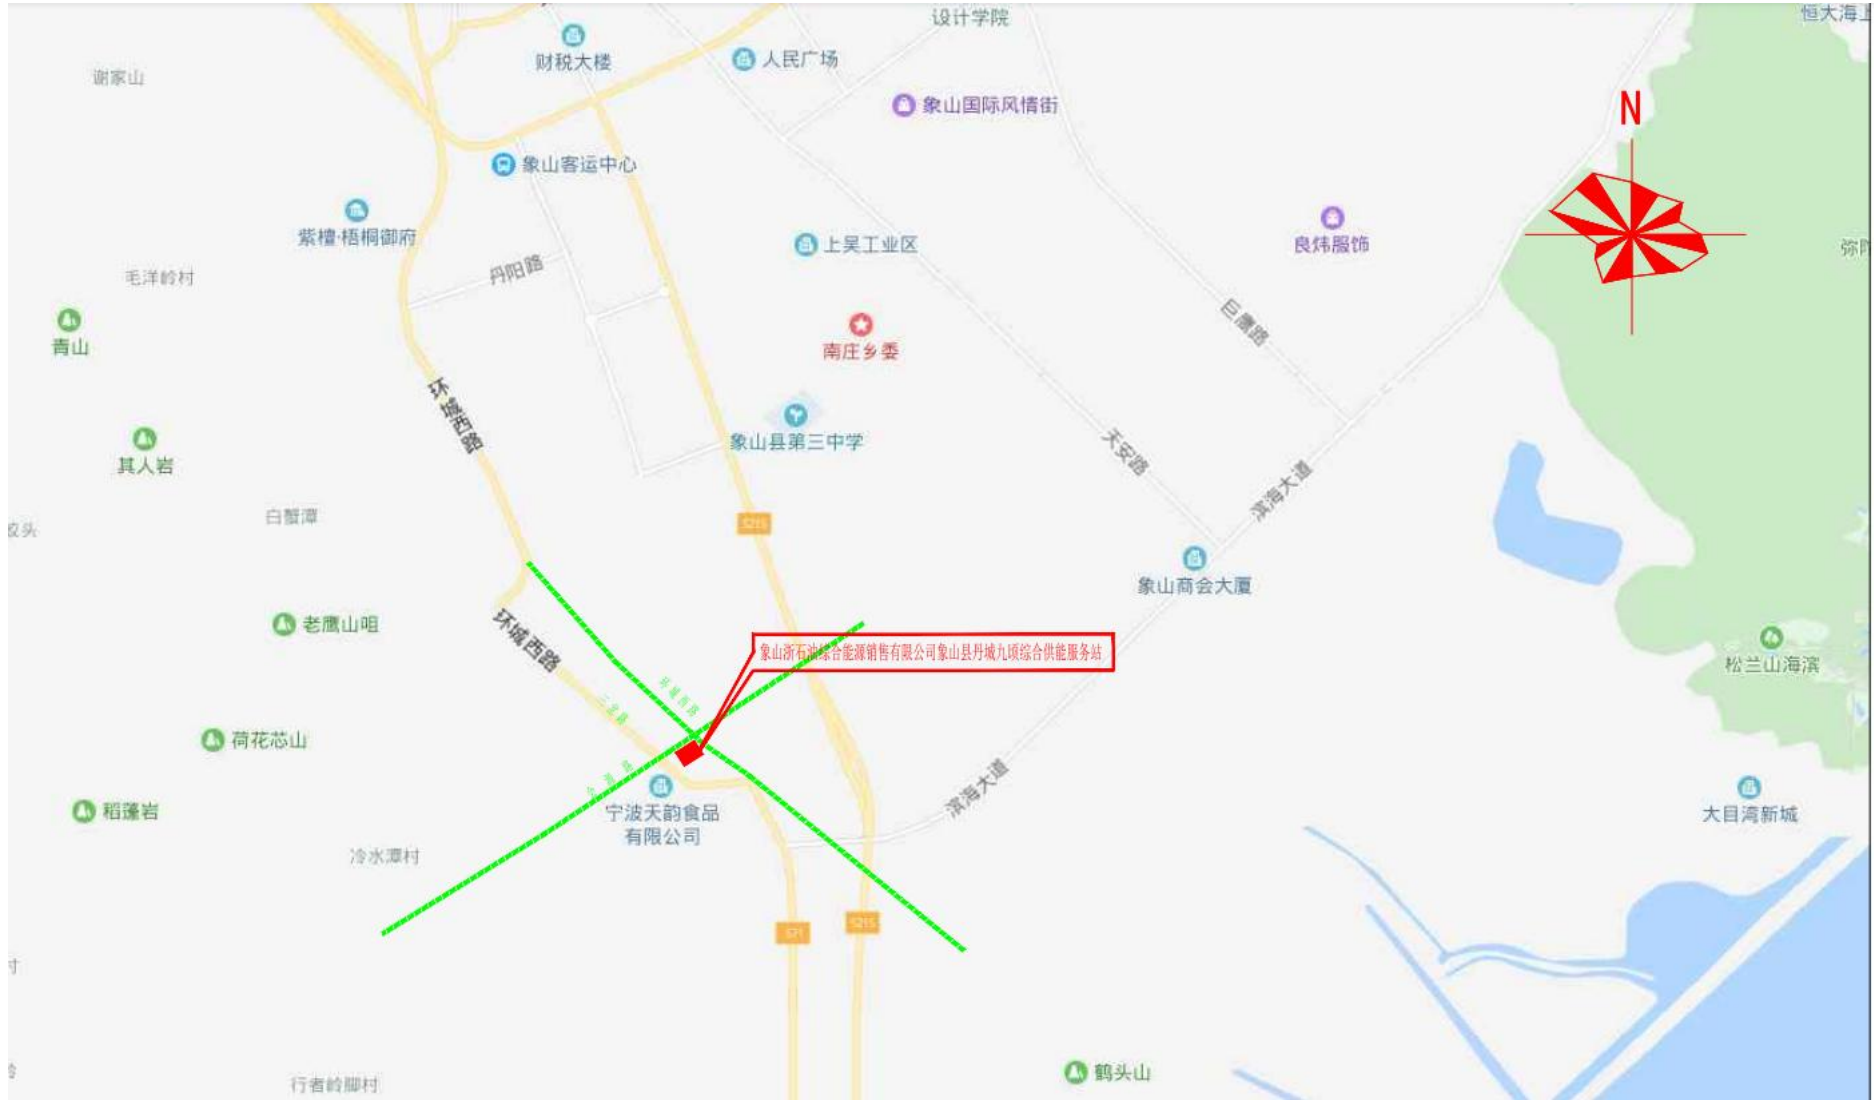 设计学院
恒大海上
财税大楼
人民广场
谢家山
象山国际风情街
N
象山客运中心
紫檀·梧桐御府
上吴工业区
良炜服饰
丹阳路
毛洋岭村
青山
南庄乡委
巨鹰路
环城西路
象山县第三中学
其人岩
天安路
滨海大道
白蟹潭
S215
象山商会大厦
老鹰山咀
环城西路
象山浙石油综合能源销售有限公司象山县丹城九顷综合供能服务站
松兰山海滨
环城西路
三北路
荷花芯山
滨海大道
宁波天韵食品
有限公司
稻蓬岩
大目湾新城
冷水潭村
S71
S215
行者岭脚村
鹤头山